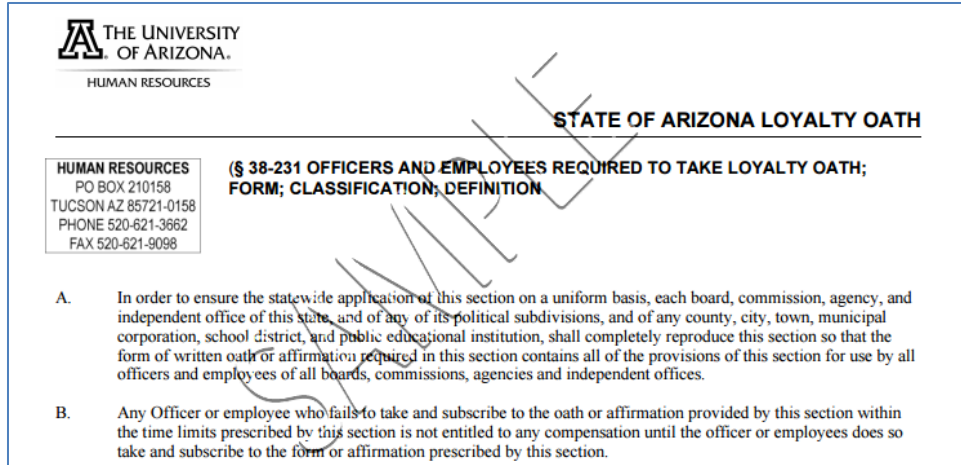 THE UNIVERSITY
OF ARIZONA.
HUMAN RESOURCES
STATE OF ARIZONA LOYALTY OATH
HUMAN RESOURCES
PO BOX 210158
TUCSON AZ 85721-0158
PHONE 520-621-3662
FAX 520-621-9098
(§ 38-231 OFFICERS AND EMPLOYEES REQUIRED TO TAKE LOYALTY OATH;
FORM; CLASSIFICATION; DEFINITION
A. In order to ensure the statewide application of this section on a uniform basis, each board, commission, agency, and
independent office of this state, and of any of its political subdivisions, and of any county, city, town, municipal
corporation, school district, and public educational institution, shall completely reproduce this section so that the
form of written oath or affirmation required in this section contains all of the provisions of this section for use by all
officers and employees of all boards, commissions, agencies and independent offices.
B. Any Officer or employee who fails to take and subscribe to the oath or affirmation provided by this section within
the time limits prescribed by this section is not entitled to any compensation until the officer or employees does so
take and subscribe to the form or affirmation prescribed by this section.
SAMPLE